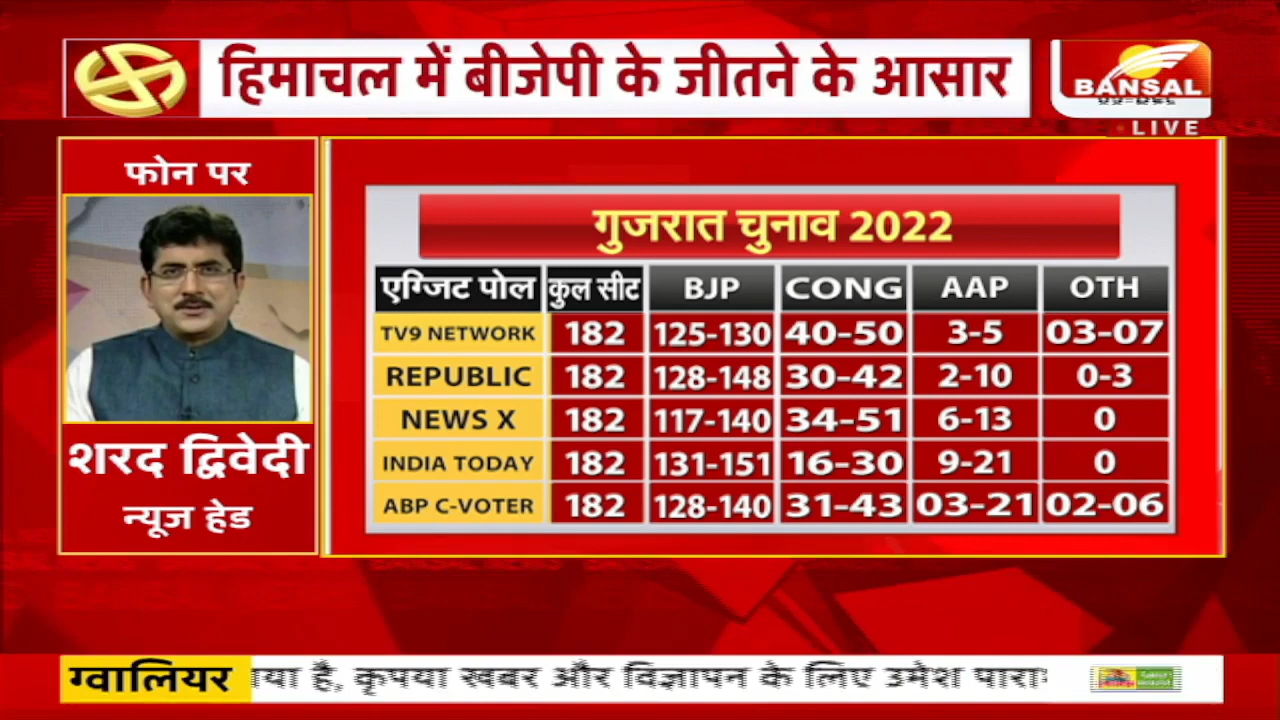 हिमाचल में बीजेपी के जीतने के आसार
BANSAL
LIVE
फोन पर
शरद द्विवेदी
न्यूज हेड
गुजरात चुनाव 2022
एग्जिट पोल कुल सीट BJP CONG AAP OTH
TV9 NETWORK 182 125-130 40-50 3-5 03-07
REPUBLIC 182 128-148 30-42 2-10 0-3
NEWS X 182 117-140 34-51 6-13 0
INDIA TODAY 182 131-151 16-30 9-21 0
ABP C-VOTER 182 128-140 31-43 03-21 02-06
ग्वालियर है, कृपया खबर और विज्ञापन के लिए उमेश